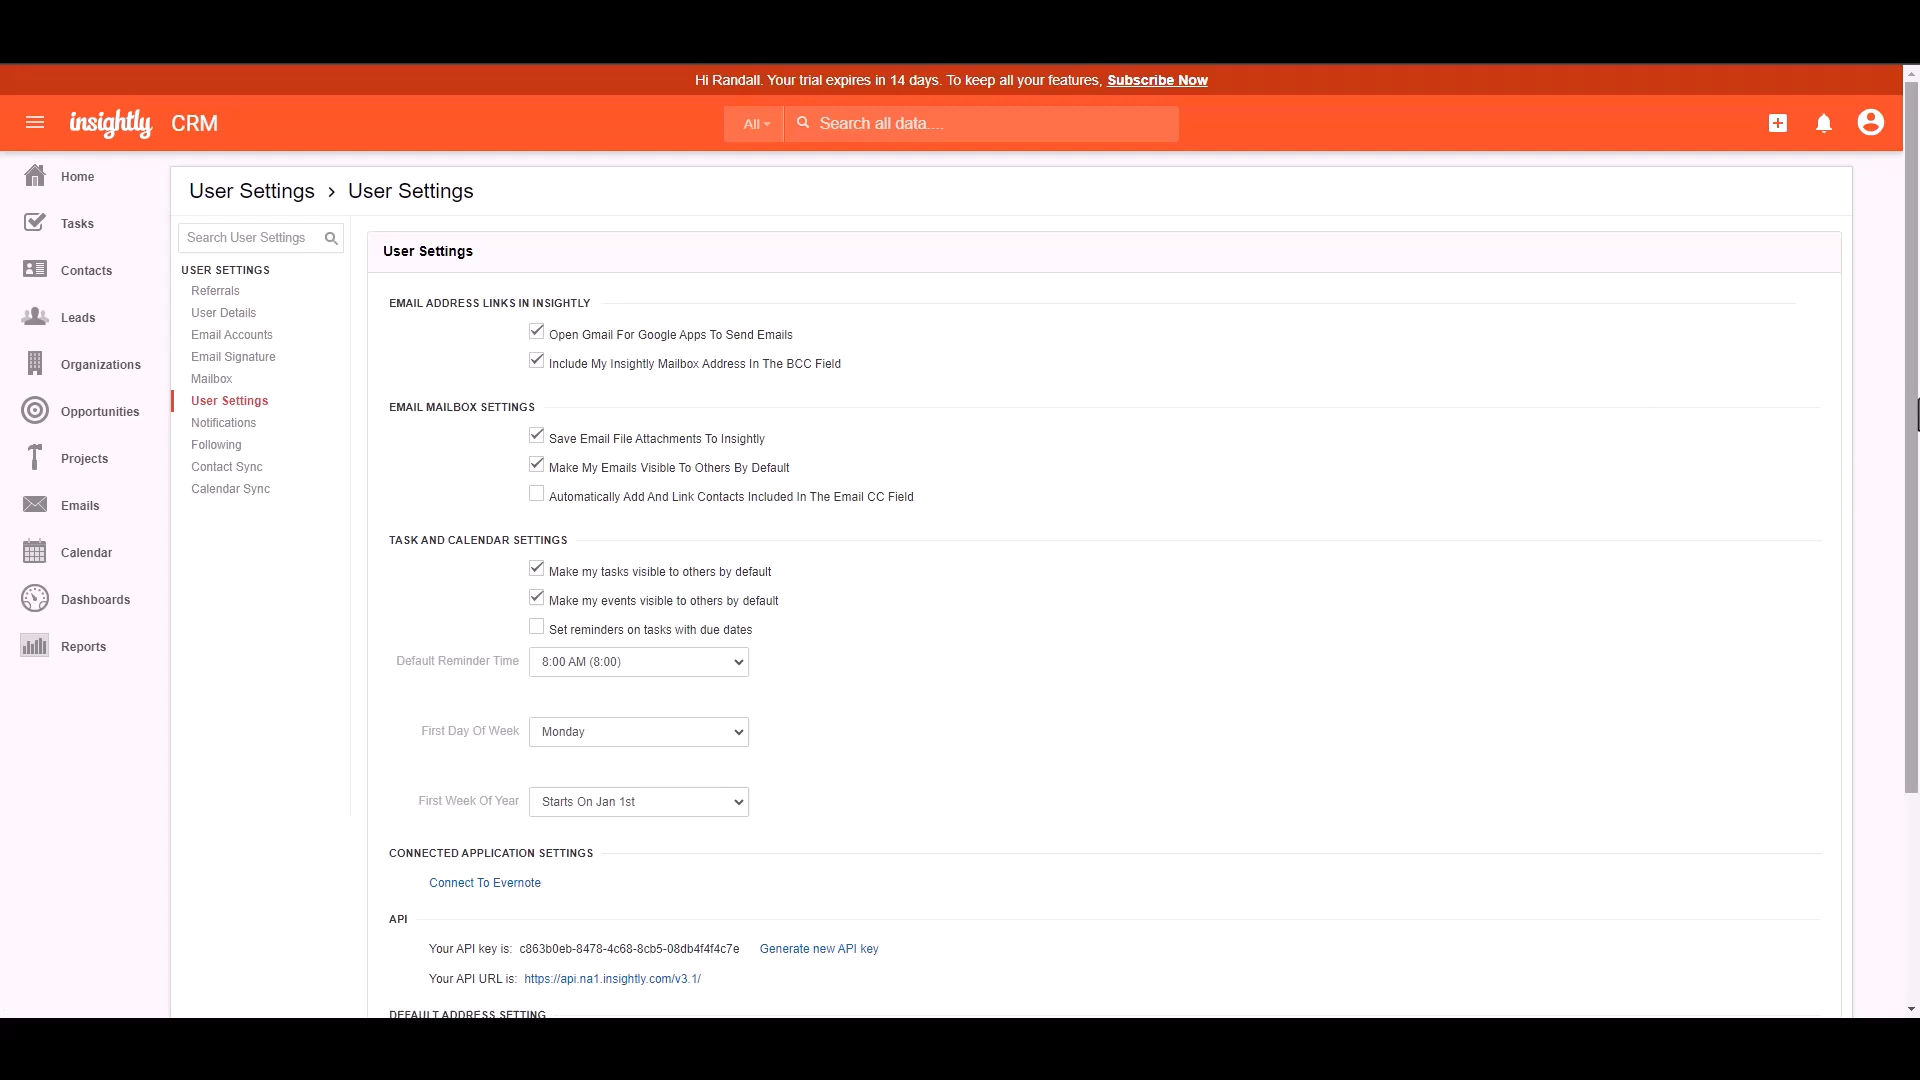 Hi Randall. Your trial expires in 14 days. To keep all your features, Subscribe Now
insightly CRM
All
Search all data....
Home
Tasks
Contacts
Leads
Organizations
Opportunities
Projects
Emails
Calendar
Dashboards
Reports
User Settings > User Settings
Search User Settings
USER SETTINGS
Referrals
User Details
Email Accounts
Email Signature
Mailbox
User Settings
Notifications
Following
Contact Sync
Calendar Sync
User Settings
EMAIL ADDRESS LINKS IN INSIGHTLY
Open Gmail For Google Apps To Send Emails
Include My Insightly Mailbox Address In The BCC Field
EMAIL MAILBOX SETTINGS
Save Email File Attachments To Insightly
Make My Emails Visible To Others By Default
Automatically Add And Link Contacts Included In The Email CC Field
TASK AND CALENDAR SETTINGS
Make my tasks visible to others by default
Make my events visible to others by default
Set reminders on tasks with due dates
Default Reminder Time 8:00 AM (8:00)
First Day Of Week Monday
First Week Of Year Starts On Jan 1st
CONNECTED APPLICATION SETTINGS
Connect To Evernote
API
Your API key is: c863b0eb-8478-4c68-8cb5-08db4f4f4c7e Generate new API key
Your API URL is: https://api.na1.insightly.com/v3.1/
DEFAULT ADDRESS SETTING